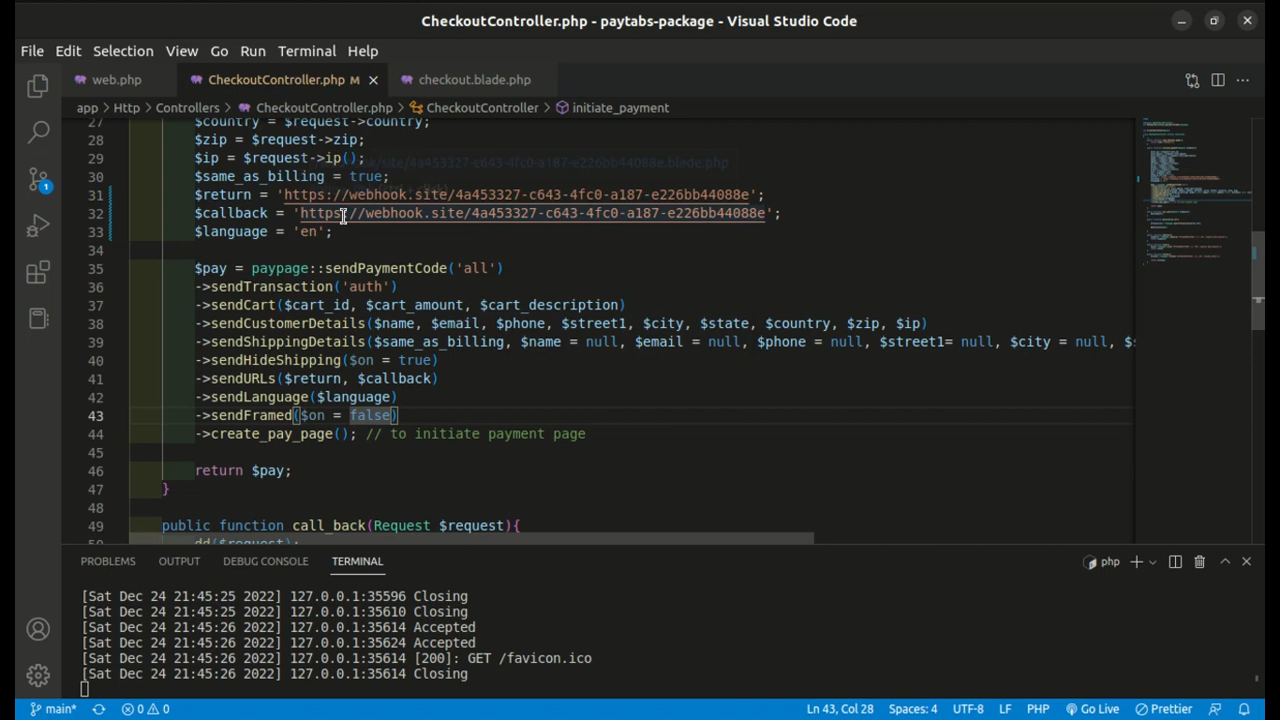 CheckoutController.php - paytabs-package - Visual Studio Code
File Edit Selection View Go Run Terminal Help
web.php CheckoutController.php M checkout.blade.php
app > Http > Controllers > CheckoutController.php > CheckoutController > initiate_payment
27 $country = $request->country;
28 $zip = $request->zip;
29 $ip = $request->ip();
30 $same_as_billing = true;
31 $return = 'https://webhook.site/4a453327-c643-4fc0-a187-e226bb44088e';
32 $callback = 'https://webhook.site/4a453327-c643-4fc0-a187-e226bb44088e';
33 $language = 'en';
34
35 $pay = paypage::sendPaymentCode('all')
36 ->sendTransaction('auth')
37 ->sendCart($cart_id, $cart_amount, $cart_description)
38 ->sendCustomerDetails($name, $email, $phone, $street1, $city, $state, $country, $zip, $ip)
39 ->sendShippingDetails($same_as_billing, $name = null, $email = null, $phone = null, $street1= null, $city = null, $s
40 ->sendHideShipping($on = true)
41 ->sendURLs($return, $callback)
42 ->sendLanguage($language)
43 ->sendFramed($on = false)
44 ->create_pay_page(); // to initiate payment page
45
46 return $pay;
47 }
48
49 public function call_back(Request $request){
50 dd($request);
PROBLEMS OUTPUT DEBUG CONSOLE TERMINAL php
[Sat Dec 24 21:45:25 2022] 127.0.0.1:35596 Closing
[Sat Dec 24 21:45:25 2022] 127.0.0.1:35610 Closing
[Sat Dec 24 21:45:26 2022] 127.0.0.1:35614 Accepted
[Sat Dec 24 21:45:26 2022] 127.0.0.1:35624 Accepted
[Sat Dec 24 21:45:26 2022] 127.0.0.1:35614 [200]: GET /favicon.ico
[Sat Dec 24 21:45:26 2022] 127.0.0.1:35614 Closing
main* 0 0 Ln 43, Col 28 Spaces: 4 UTF-8 LF PHP Go Live Prettier